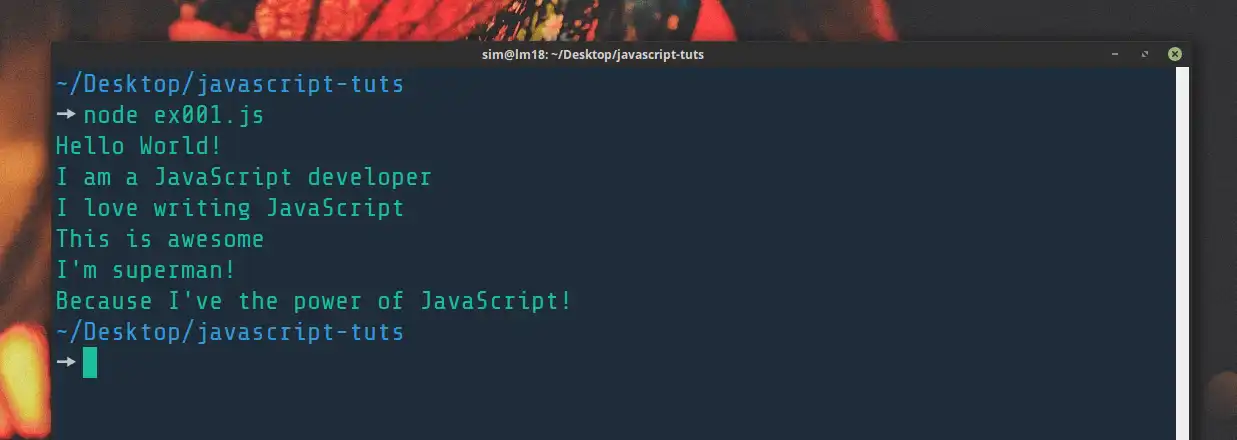 sim@lm18: ~/Desktop/javascript-tuts
~/Desktop/javascript-tuts
→ node ex001.js
Hello World!
I am a JavaScript developer
I love writing JavaScript
This is awesome
I'm superman!
Because I've the power of JavaScript!
~/Desktop/javascript-tuts
→